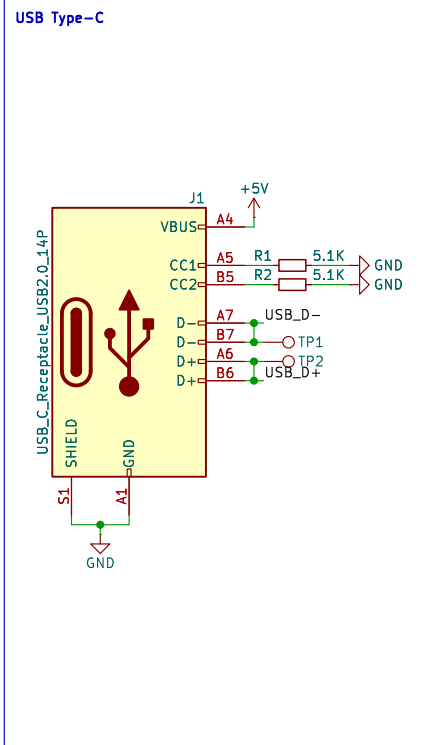 USB Type-C
J1
+5V
VBUS A4
CC1 A5 R1 5.1K GND
CC2 B5 R2 5.1K GND
D- A7 USB_D-
D- B7 TP1
D+ A6 TP2
D+ B6 USB_D+
USB_C_Receptacle_USB2.0_14P
SHIELD GND
S1 A1
GND